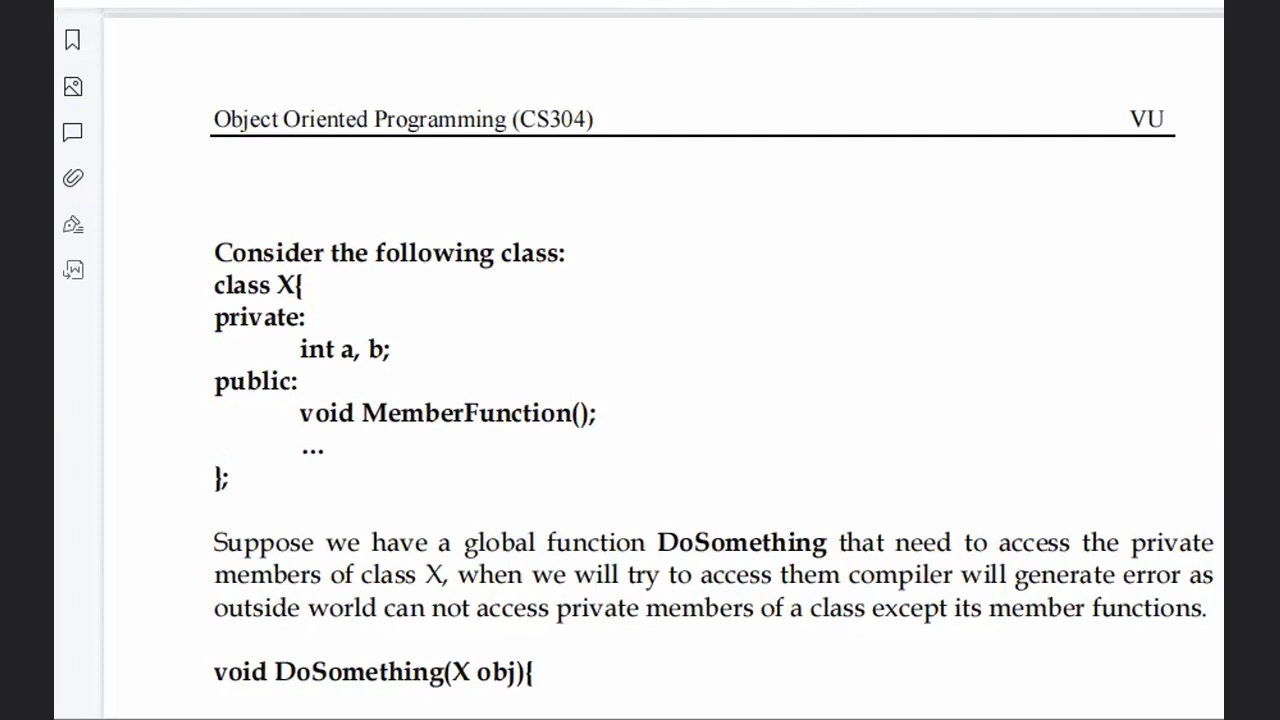 Object Oriented Programming (CS304) VU
Consider the following class:
class X{
private:
int a, b;
public:
void MemberFunction();
...
};
Suppose we have a global function DoSomething that need to access the private
members of class X, when we will try to access them compiler will generate error as
outside world can not access private members of a class except its member functions.
void DoSomething(X obj){